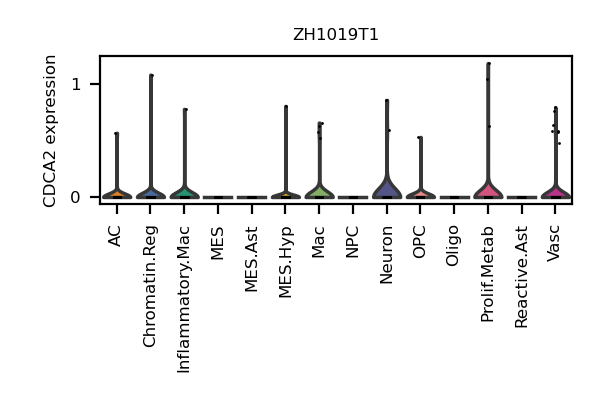 ZH1019T1
CDCA2 expression
1
0
AC
Chromatin.Reg
Inflammatory.Mac
MES
MES.Ast
MES.Hyp
Mac
NPC
Neuron
OPC
Oligo
Prolif.Metab
Reactive.Ast
Vasc